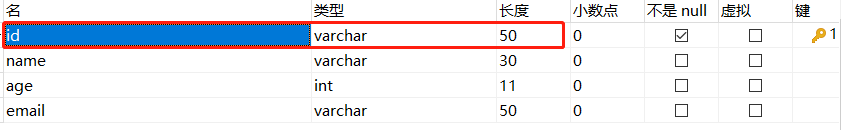 名 类型 长度 小数点 不是 null 虚拟 键
id varchar 50 0 1
name varchar 30 0
age int 11 0
email varchar 50 0